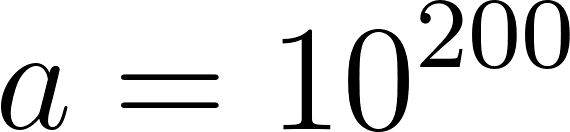 a = 10^{200}